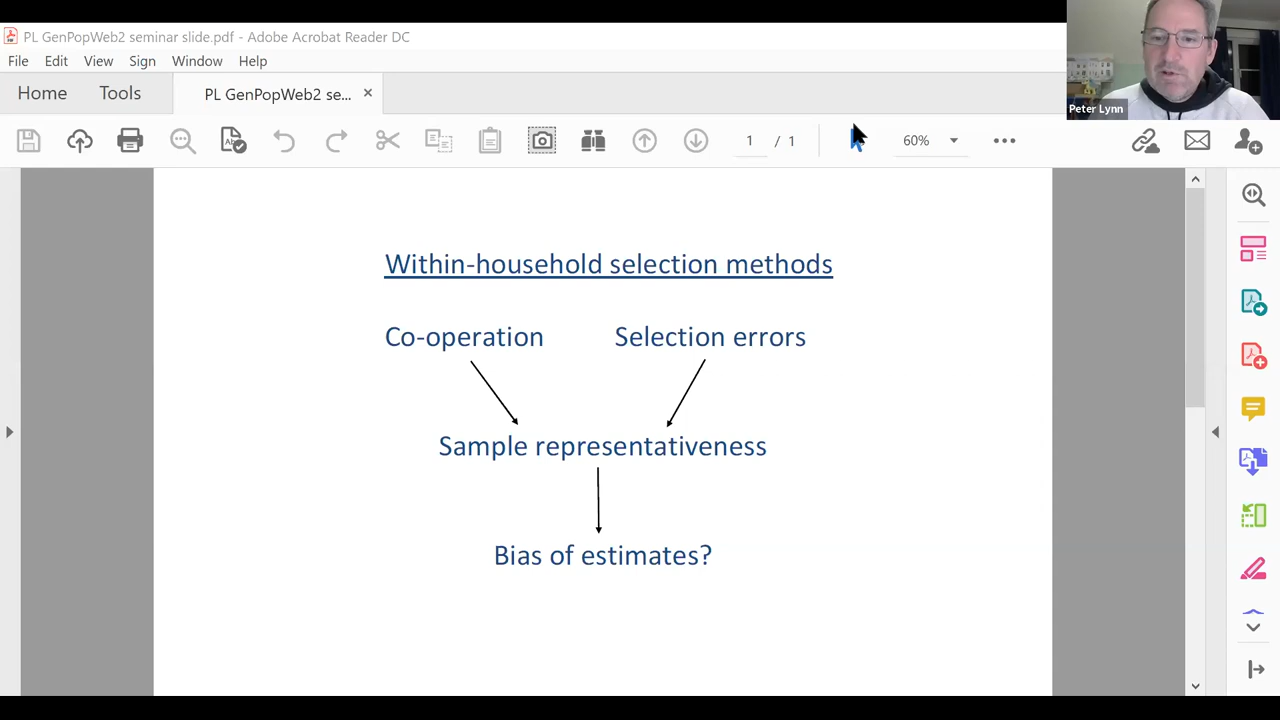 PL GenPopWeb2 seminar slide.pdf - Adobe Acrobat Reader DC
File Edit View Sign Window Help
Home Tools PL GenPopWeb2 se... ×
1 / 1 60%
Peter Lynn
Within-household selection methods
Co-operation Selection errors
Sample representativeness
Bias of estimates?